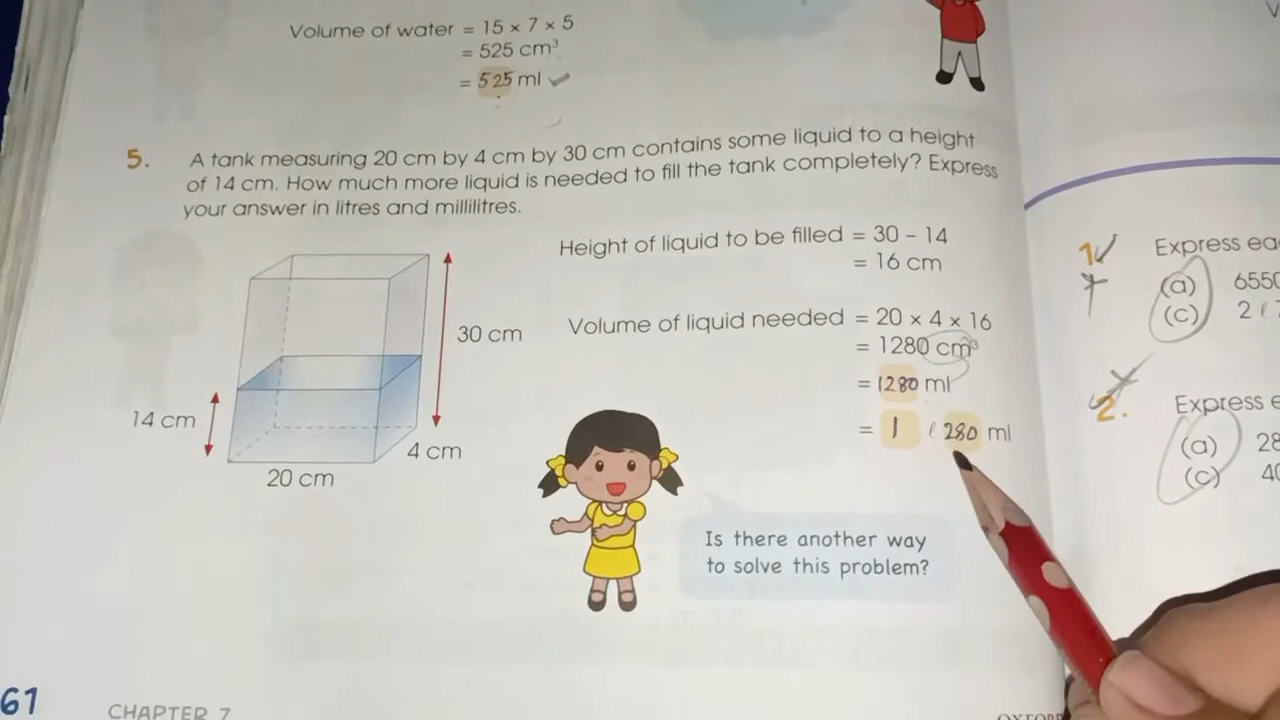 Volume of water = 15 × 7 × 5
= 525 cm³
= 525 ml
5. A tank measuring 20 cm by 4 cm by 30 cm contains some liquid to a height
of 14 cm. How much more liquid is needed to fill the tank completely? Express
your answer in litres and millilitres.
Height of liquid to be filled = 30 – 14
= 16 cm
30 cm
14 cm
4 cm
20 cm
Volume of liquid needed = 20 × 4 × 16
= 1280 cm³
= 1280 ml
= 1 ℓ 280 ml
Is there another way
to solve this problem?
61 CHAPTER 7
1. Express ea
(a) 6550
(c) 2 ℓ
2. Express e
(a) 28
(c) 40